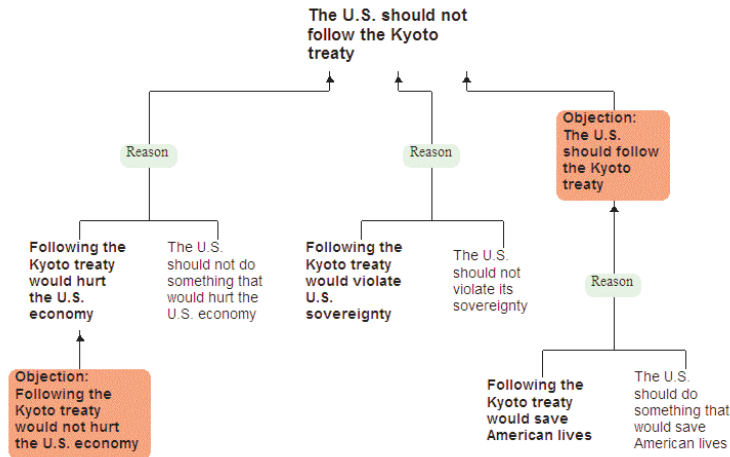 The U.S. should not
follow the Kyoto
treaty
Reason
Following the
Kyoto treaty
would hurt
the U.S.
economy
The U.S.
should not do
something that
would hurt the
U.S. economy
Objection:
Following the
Kyoto treaty
would not hurt
the U.S. economy
Reason
Following the
Kyoto treaty
would violate
U.S.
sovereignty
The U.S.
should not
violate its
sovereignty
Objection:
The U.S.
should follow
the Kyoto
treaty
Reason
Following the
Kyoto treaty
would save
American lives
The U.S.
should do
something that
would save
American lives